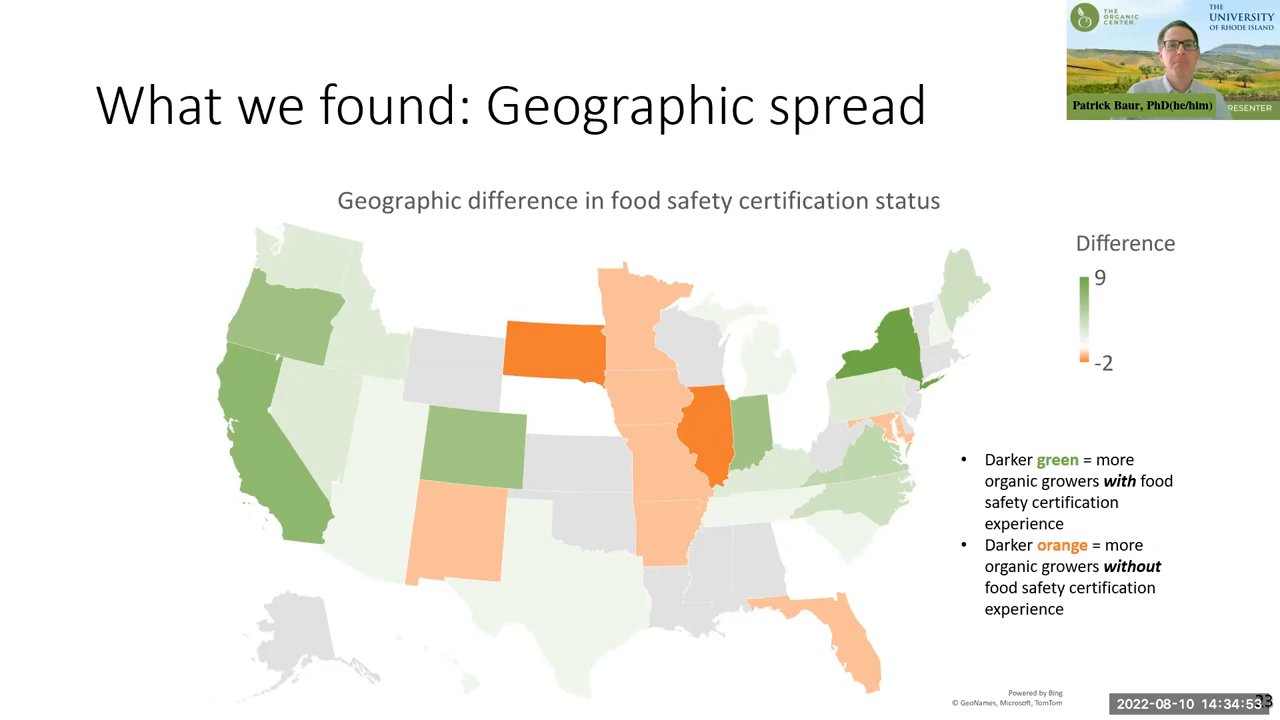 THE
ORGANIC
CENTER
THE
UNIVERSITY
OF RHODE ISLAND
Patrick Baur, PhD(he/him)
RESENTER
What we found: Geographic spread
Geographic difference in food safety certification status
Difference
9
-2
• Darker green = more
organic growers with food
safety certification
experience
• Darker orange = more
organic growers without
food safety certification
experience
Powered by Bing
© GeoNames, Microsoft, TomTom
2022-08-10 14:34:53